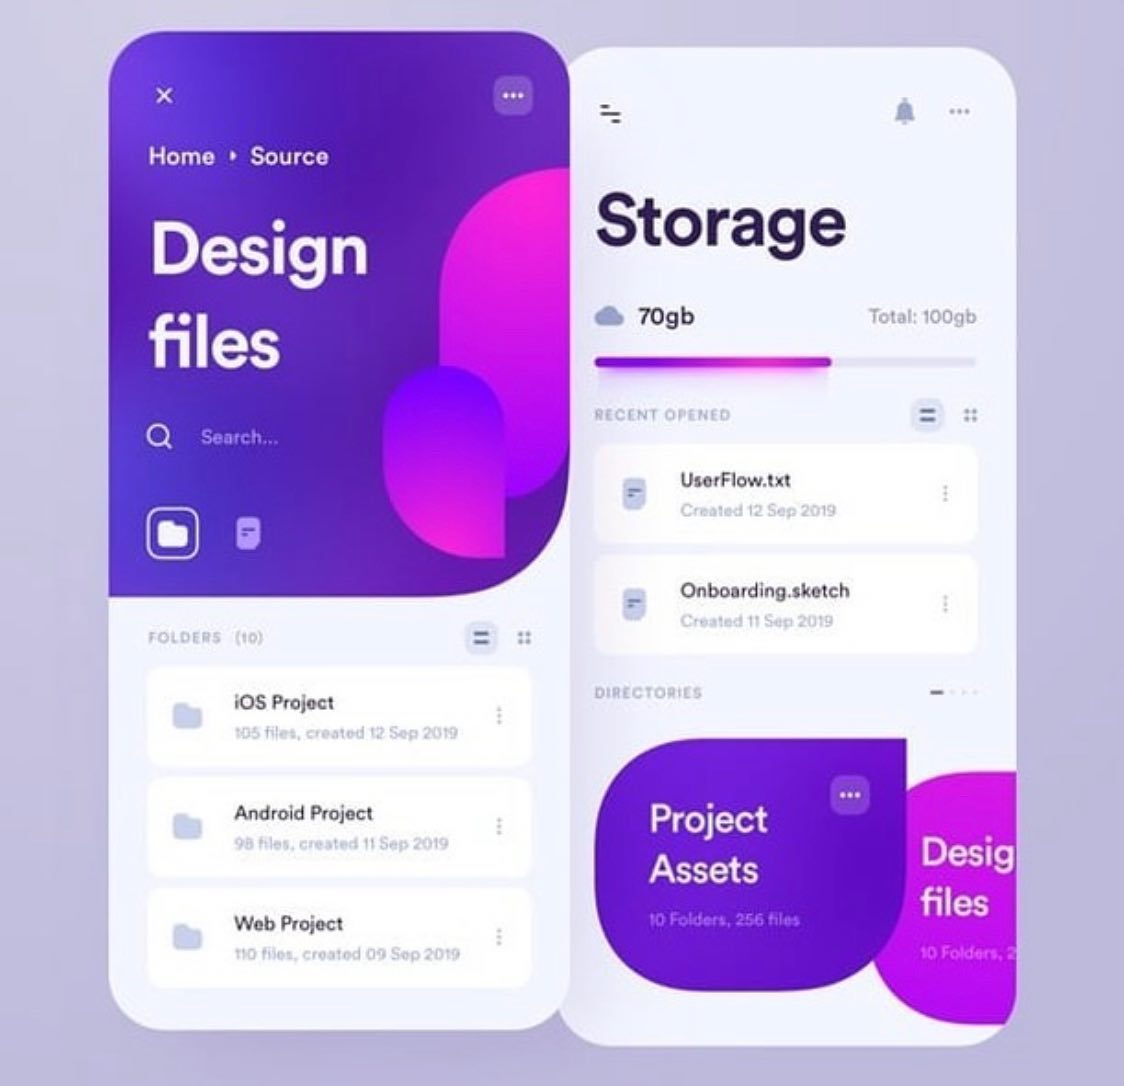 Home Source
Design
files
Search...
FOLDERS (10)
iOS Project
105 files, created 12 Sep 2019
Android Project
98 files, created 11 Sep 2019
Web Project
110 files, created 09 Sep 2019
Storage
70gb Total: 100gb
RECENT OPENED
UserFlow.txt
Created 12 Sep 2019
Onboarding.sketch
Created 11 Sep 2019
DIRECTORIES
Project
Assets
10 Folders, 256 files
Desig
files
10 Folders, 2